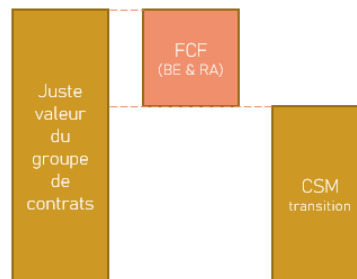 Juste
valeur
du
groupe
de
contrats
FCF
(BE & RA)
CSM
transition